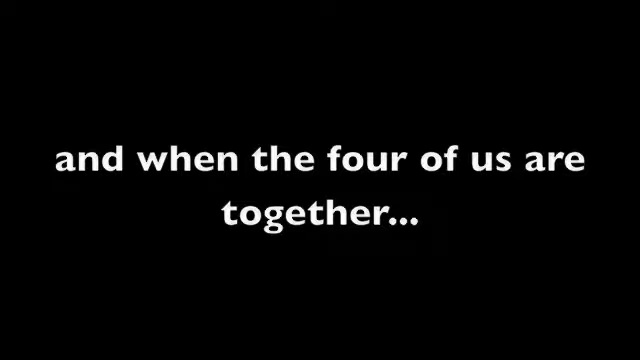 and when the four of us are
together...